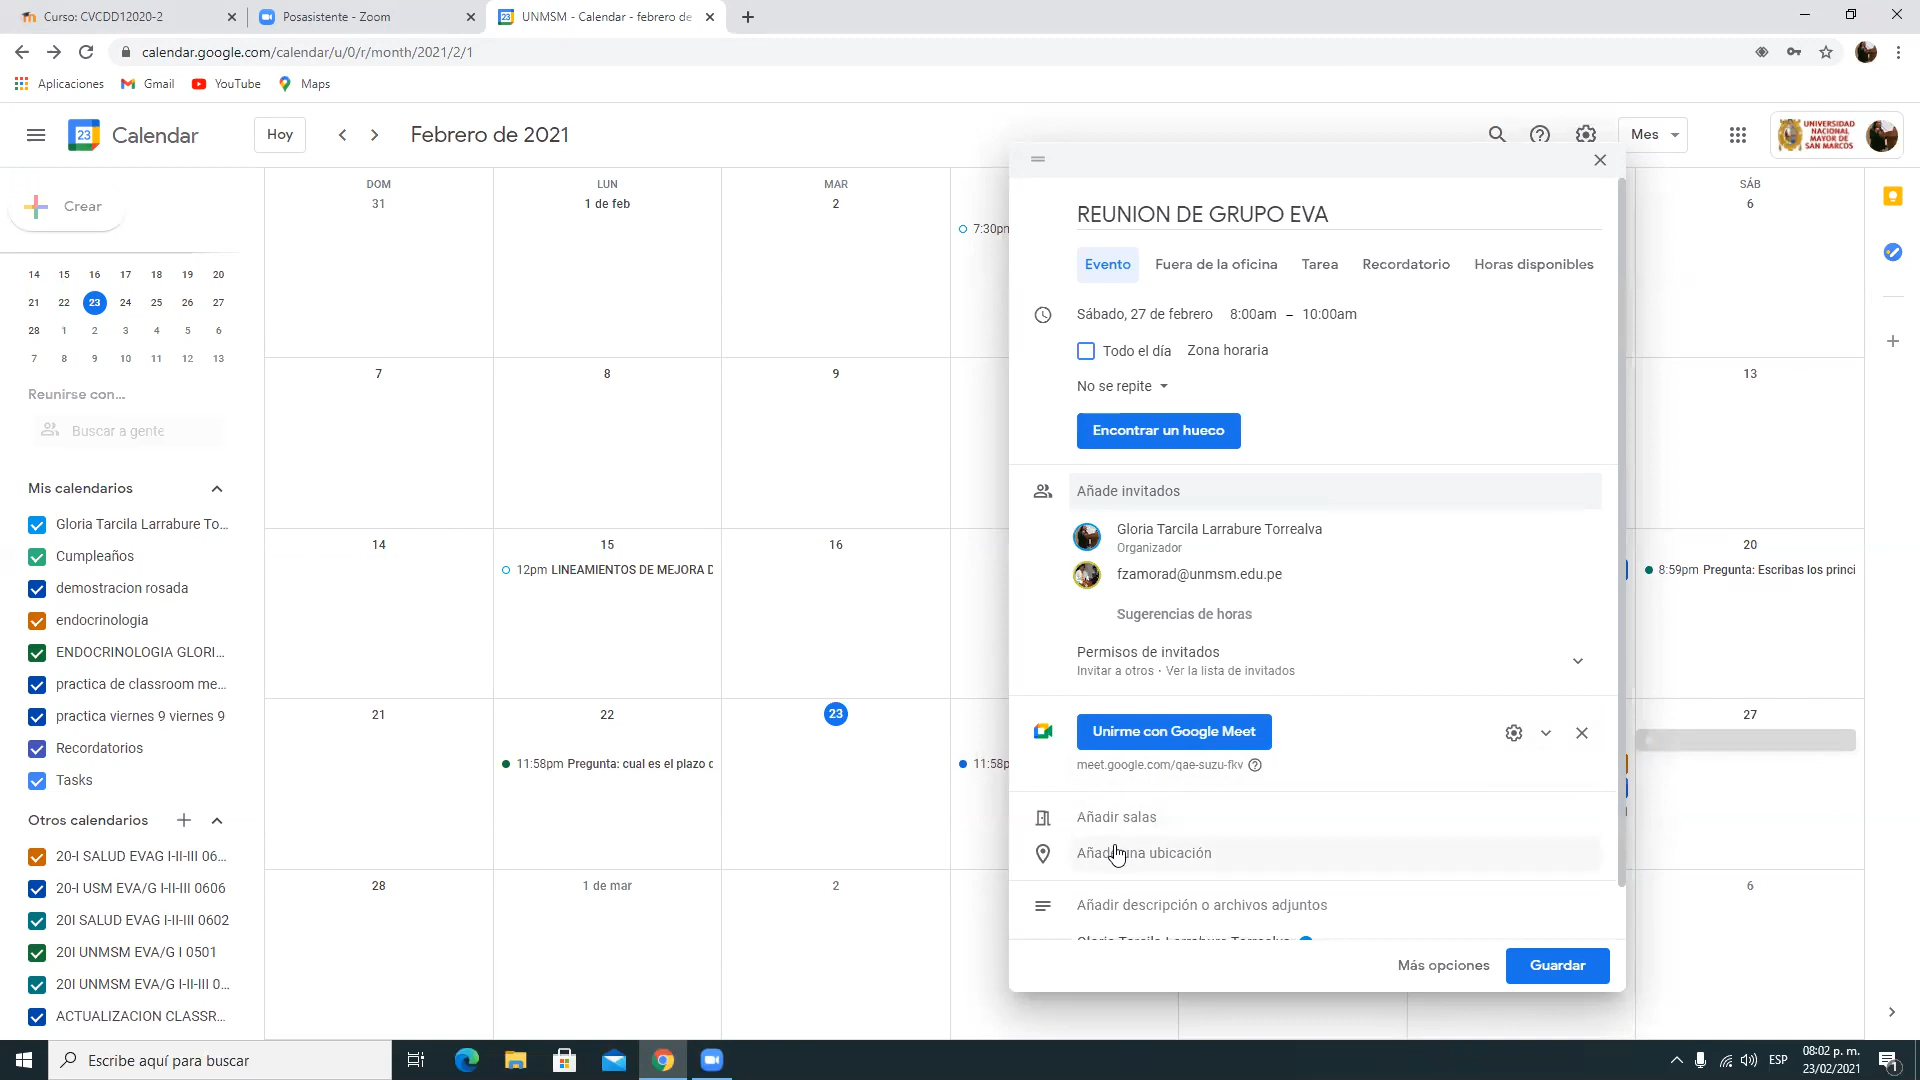 Curso: CVCDD12020-2
Posasistente - Zoom
UNMSM - Calendar - febrero de
calendar.google.com/calendar/u/0/r/month/2021/2/1
Aplicaciones Gmail YouTube Maps
23 Calendar Hoy Febrero de 2021 Mes
UNIVERSIDAD
NACIONAL
MAYOR DE
SAN MARCOS
Crear
14 15 16 17 18 19 20
21 22 23 24 25 26 27
28 1 2 3 4 5 6
7 8 9 10 11 12 13
Reunirse con...
Buscar a gente
Mis calendarios
Gloria Tarcila Larrabure To...
Cumpleaños
demostracion rosada
endocrinologia
ENDOCRINOLOGIA GLORI...
practica de classroom me...
practica viernes 9 viernes 9
Recordatorios
Tasks
Otros calendarios
20-I SALUD EVAG I-II-III 06...
20-I USM EVA/G I-II-III 0606
20I SALUD EVAG I-II-III 0602
20I UNMSM EVA/G I 0501
20I UNMSM EVA/G I-II-III 0...
ACTUALIZACION CLASSR...
DOM LUN MAR SÁB
31 1 de feb 2 6
7:30pm
7 8 9 13
14 15 16 20
12pm LINEAMIENTOS DE MEJORA D
8:59pm Pregunta: Escribas los princi
21 22 23 27
11:58pm Pregunta: cual es el plazo d
11:58p
28 1 de mar 2 6
REUNION DE GRUPO EVA
Evento Fuera de la oficina Tarea Recordatorio Horas disponibles
Sábado, 27 de febrero 8:00am – 10:00am
Todo el día Zona horaria
No se repite
Encontrar un hueco
Añade invitados
Gloria Tarcila Larrabure Torrealva
Organizador
fzamorad@unmsm.edu.pe
Sugerencias de horas
Permisos de invitados
Invitar a otros · Ver la lista de invitados
Unirme con Google Meet
meet.google.com/qae-suzu-fkv
Añadir salas
Añadir una ubicación
Añadir descripción o archivos adjuntos
Gloria Tarcila Larrabure Torrealva
Más opciones Guardar
Escribe aquí para buscar
ESP
08:02 p. m.
23/02/2021
1